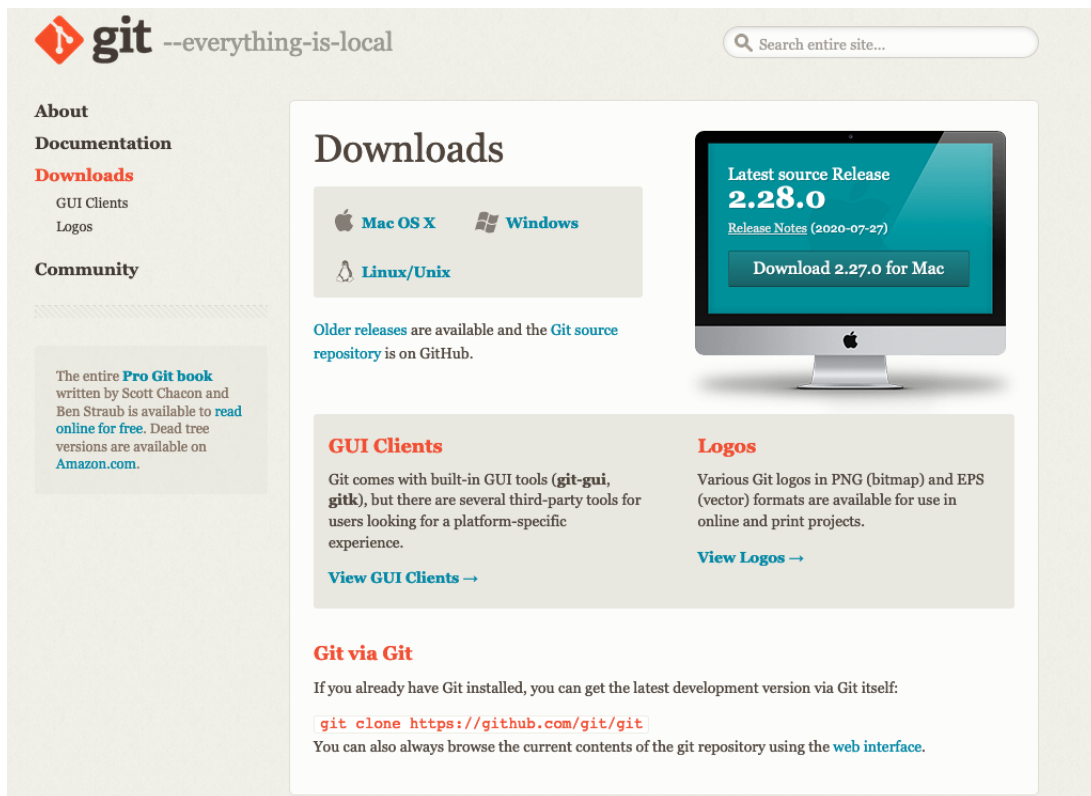 git --everything-is-local
Search entire site...
About
Documentation
Downloads
GUI Clients
Logos
Community
The entire Pro Git book
written by Scott Chacon and
Ben Straub is available to read
online for free. Dead tree
versions are available on
Amazon.com.
Downloads
Mac OS X
Windows
Linux/Unix
Older releases are available and the Git source
repository is on GitHub.
Latest source Release
2.28.0
Release Notes (2020-07-27)
Download 2.27.0 for Mac
GUI Clients
Git comes with built-in GUI tools (git-gui,
gitk), but there are several third-party tools for
users looking for a platform-specific
experience.
View GUI Clients →
Logos
Various Git logos in PNG (bitmap) and EPS
(vector) formats are available for use in
online and print projects.
View Logos →
Git via Git
If you already have Git installed, you can get the latest development version via Git itself:
git clone https://github.com/git/git
You can also always browse the current contents of the git repository using the web interface.